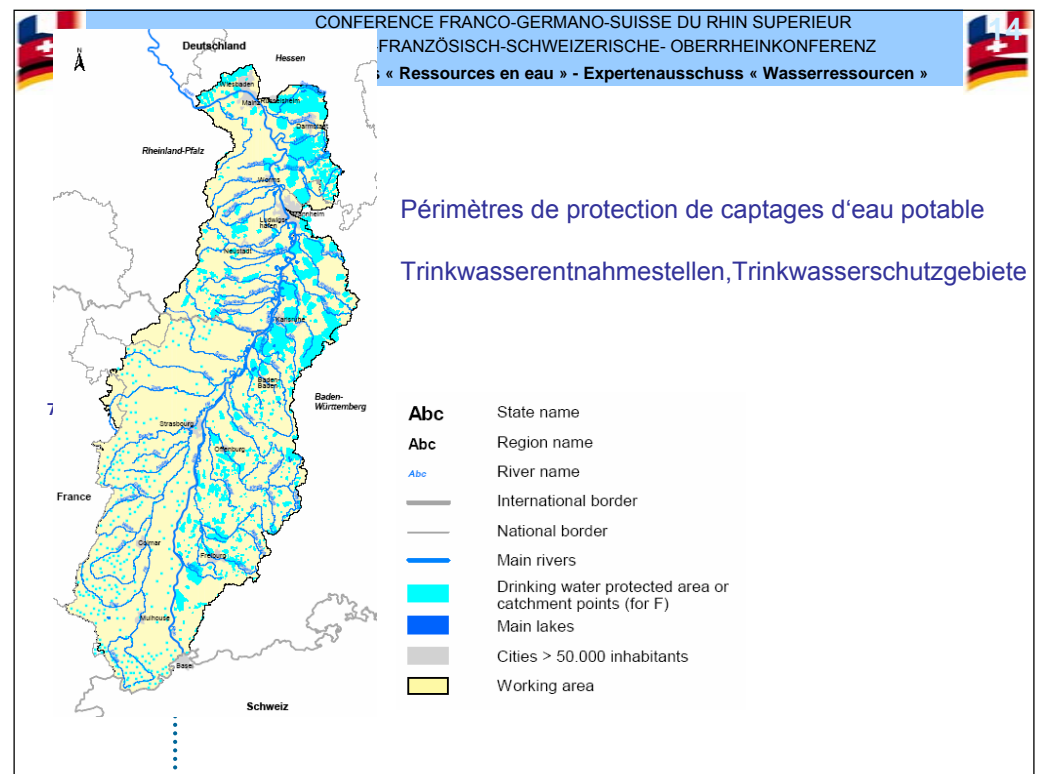 CONFERENCE FRANCO-GERMANO-SUISSE DU RHIN SUPERIEUR
14
-FRANZÖSISCH-SCHWEIZERISCHE- OBERRHEINKONFERENZ
s « Ressources en eau » - Expertenausschuss « Wasserressourcen »
N
Deutschland
Hessen
Wiesbaden
Mainz
Rüsselsheim
Darmstadt
Rheinland-Pfalz
Worms
Mannheim
Ludwigs-
hafen
Neustadt
Karlsruhe
Baden-
Baden
Baden-
Württemberg
7
Strasbourg
Offenburg
France
Colmar
Freiburg
Mulhouse
Basel
Schweiz
Périmètres de protection de captages d‘eau potable
Trinkwasserentnahmestellen,Trinkwasserschutzgebiete
Abc State name
Abc Region name
Abc River name
International border
National border
Main rivers
Drinking water protected area or
catchment points (for F)
Main lakes
Cities > 50.000 inhabitants
Working area